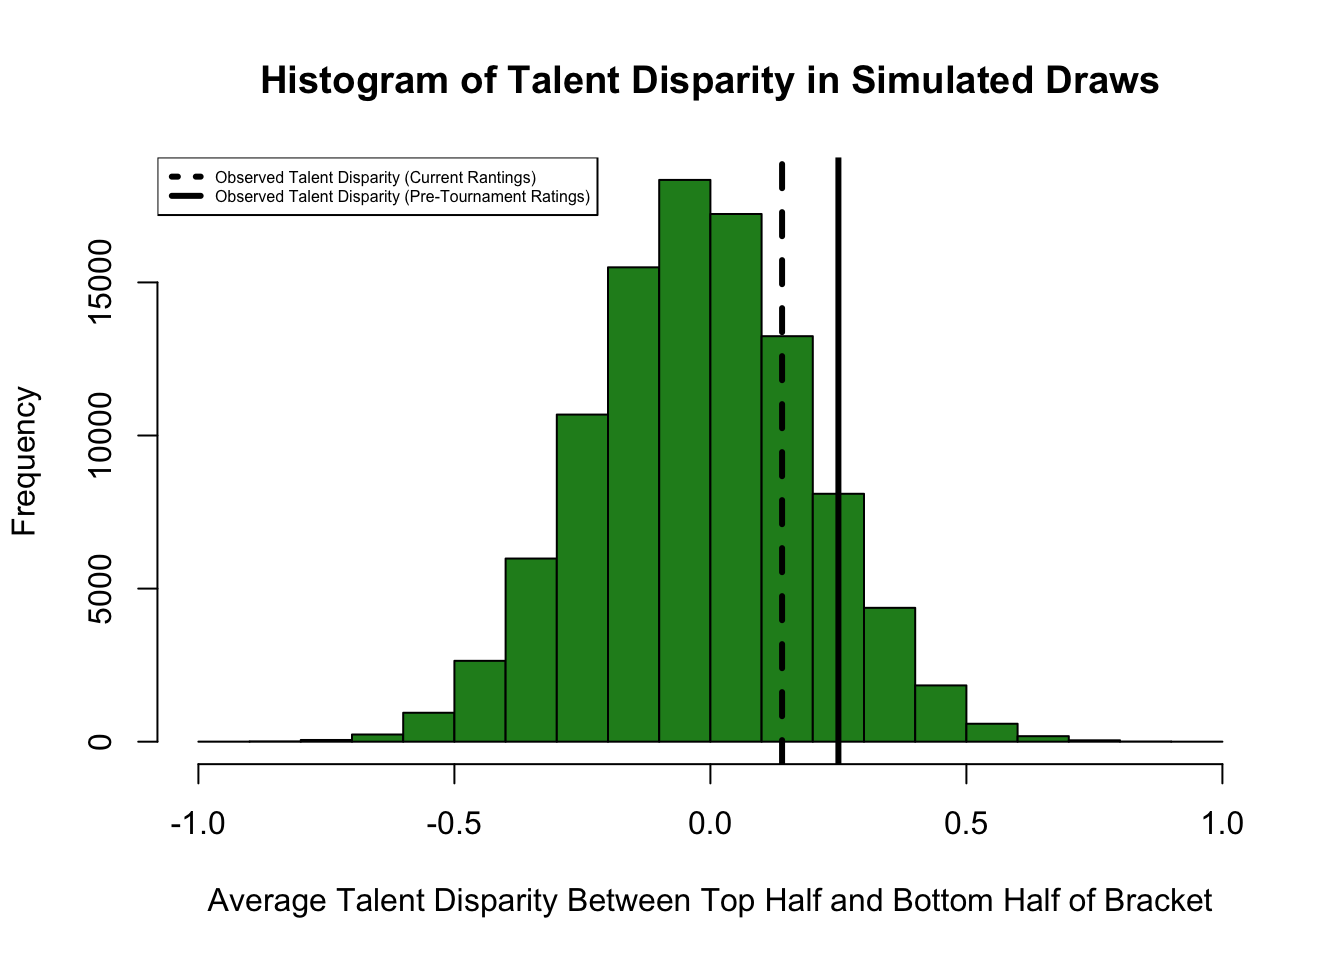 Histogram of Talent Disparity in Simulated Draws
Observed Talent Disparity (Current Rantings)
Observed Talent Disparity (Pre-Tournament Ratings)
Frequency
15000
10000
5000
0
-1.0 -0.5 0.0 0.5 1.0
Average Talent Disparity Between Top Half and Bottom Half of Bracket